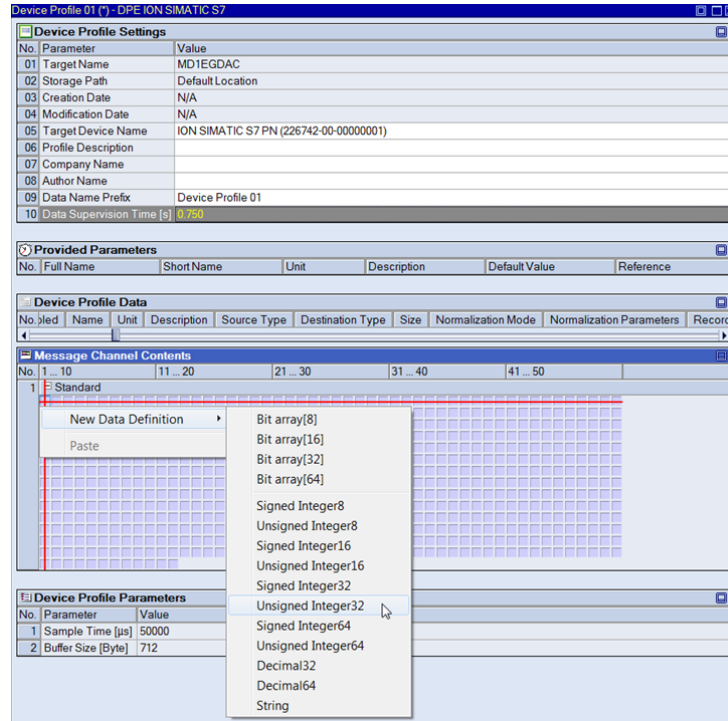 Device Profile 01 (*) - DPE ION SIMATIC S7
Device Profile Settings
No. Parameter Value
01 Target Name MD1EGDAC
02 Storage Path Default Location
03 Creation Date N/A
04 Modification Date N/A
05 Target Device Name ION SIMATIC S7 PN (226742-00-00000001)
06 Profile Description
07 Company Name
08 Author Name
09 Data Name Prefix Device Profile 01
10 Data Supervision Time [s] 0.750
Provided Parameters
No. Full Name Short Name Unit Description Default Value Reference
Device Profile Data
No. bled Name Unit Description Source Type Destination Type Size Normalization Mode Normalization Parameters Record
Message Channel Contents
No. 1 ... 10 11 ... 20 21 ... 30 31 ... 40 41 ... 50
1 Standard
New Data Definition
Paste
Bit array[8]
Bit array[16]
Bit array[32]
Bit array[64]
Signed Integer8
Unsigned Integer8
Signed Integer16
Unsigned Integer16
Signed Integer32
Unsigned Integer32
Signed Integer64
Unsigned Integer64
Decimal32
Decimal64
String
Device Profile Parameters
No. Parameter Value
1 Sample Time [µs] 50000
2 Buffer Size [Byte] 712